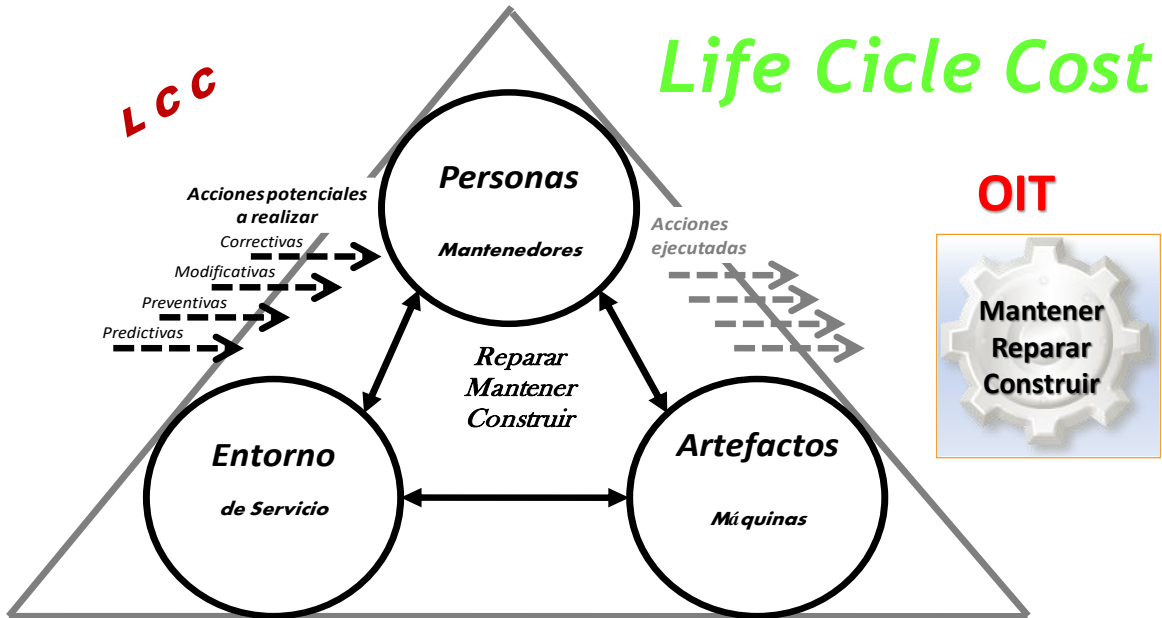 Life Cicle Cost
L C C
Personas
Mantenedores
Acciones potenciales
a realizar
Correctivas
Modificativas
Preventivas
Predictivas
Acciones
ejecutadas
OIT
Mantener
Reparar
Construir
Reparar
Mantener
Construir
Entorno
de Servicio
Artefactos
Máquinas